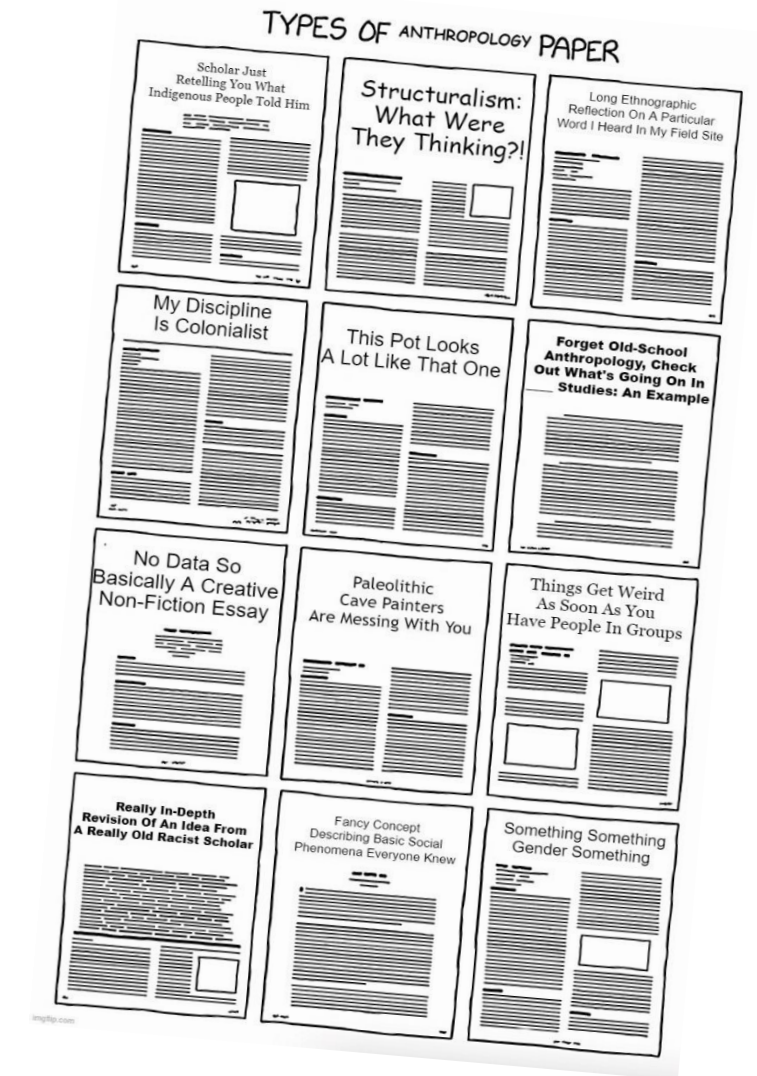 TYPES OF ANTHROPOLOGY PAPER
Scholar Just
Retelling You What
Indigenous People Told Him
Structuralism:
What Were
They Thinking?!
Long Ethnographic
Reflection On A Particular
Word I Heard In My Field Site
My Discipline
Is Colonialist
This Pot Looks
A Lot Like That One
Forget Old-School
Anthropology, Check
Out What's Going On In
____ Studies: An Example
No Data So
Basically A Creative
Non-Fiction Essay
Paleolithic
Cave Painters
Are Messing With You
Things Get Weird
As Soon As You
Have People In Groups
Really In-Depth
Revision Of An Idea From
A Really Old Racist Scholar
Fancy Concept
Describing Basic Social
Phenomena Everyone Knew
Something Something
Gender Something
imgflip.com